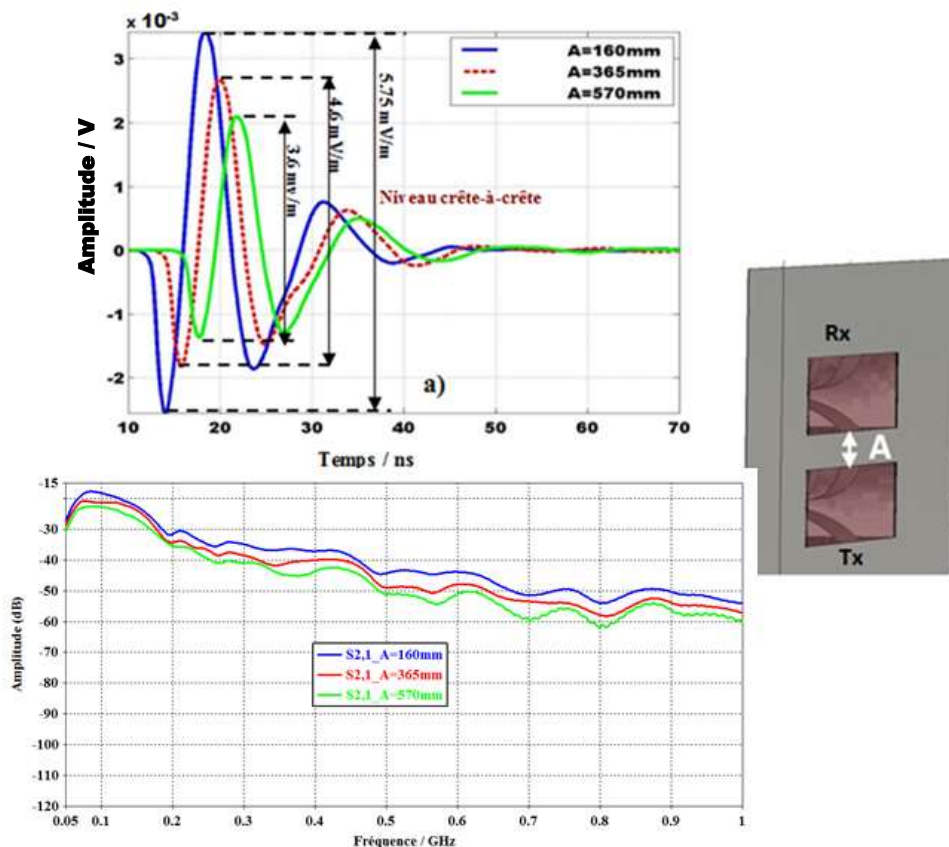 x 10⁻³
3
2
1
0
-1
-2
Amplitude / V
A=160mm
A=365mm
A=570mm
5.75 mV/m
4.6 mV/m
3.6 mv/m
Niveau crête-à-crête
a)
10 20 30 40 50 60 70
Temps / ns
Rx
A
Tx
-15
-30
-40
-50
-60
-70
-80
-90
-100
-110
-120
Amplitude (dB)
S2,1_A=160mm
S2,1_A=365mm
S2,1_A=570mm
0.05 0.1 0.2 0.3 0.4 0.5 0.6 0.7 0.8 0.9 1
Fréquence / GHz